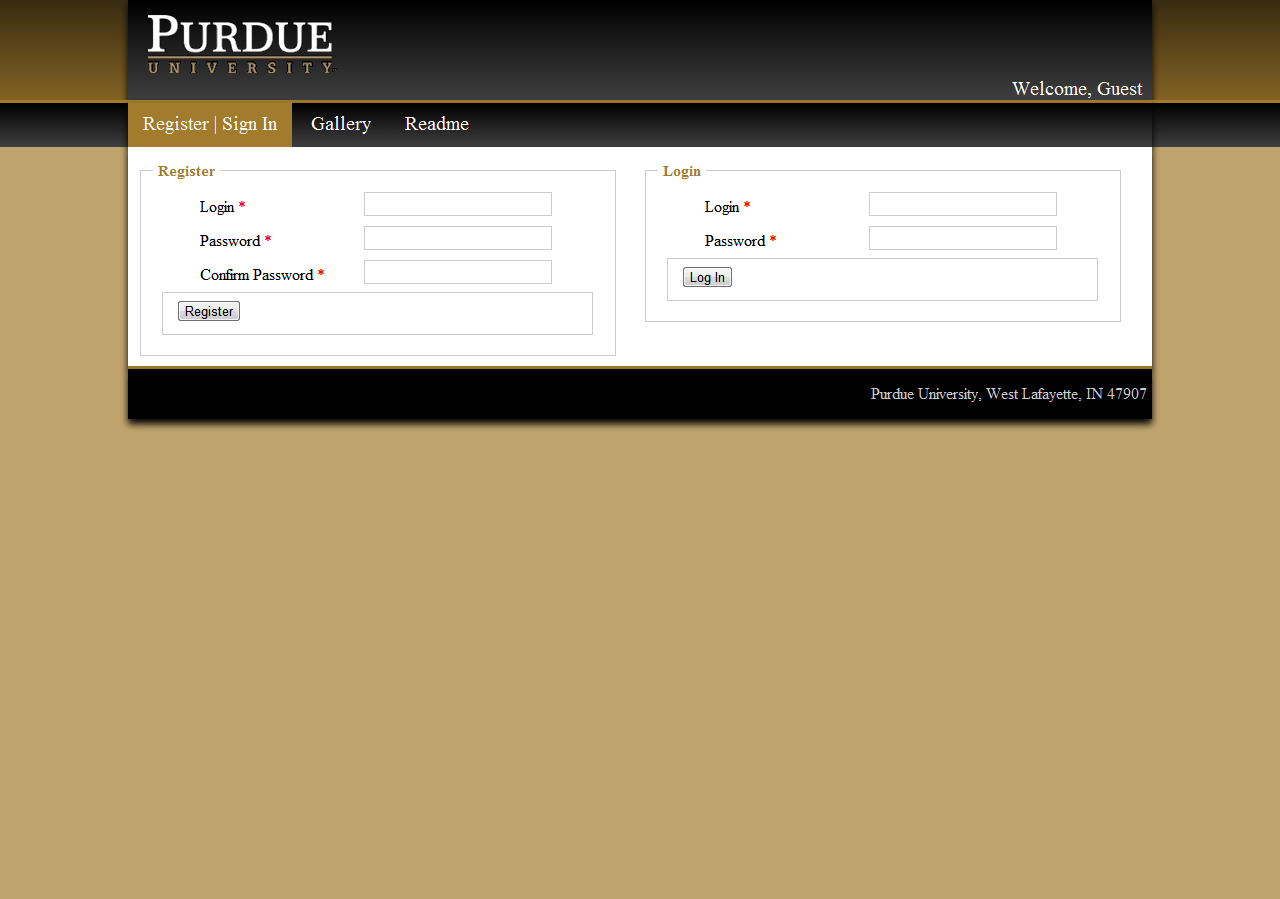 PURDUE
UNIVERSITY
Welcome, Guest
Register | Sign In Gallery Readme
Register
Login *
Password *
Confirm Password *
Register
Login
Login *
Password *
Log In
Purdue University, West Lafayette, IN 47907